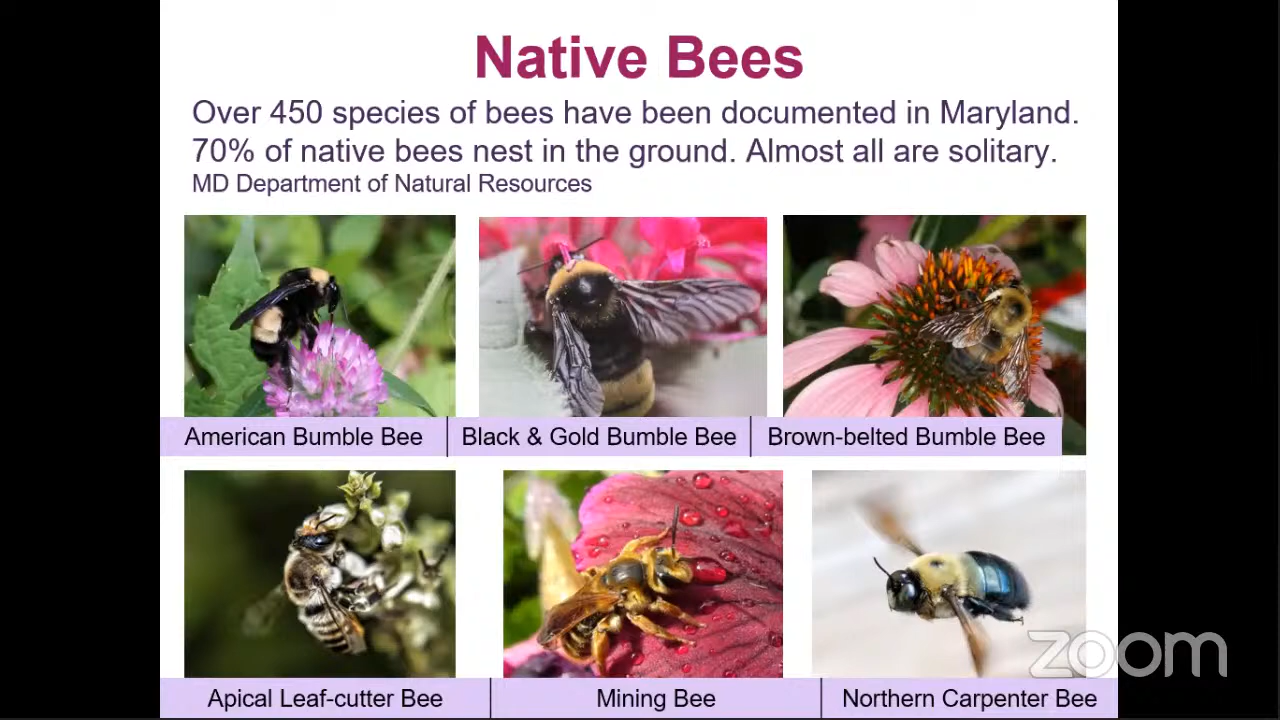 Native Bees
Over 450 species of bees have been documented in Maryland.
70% of native bees nest in the ground. Almost all are solitary.
MD Department of Natural Resources
American Bumble Bee
Black & Gold Bumble Bee
Brown-belted Bumble Bee
Apical Leaf-cutter Bee
Mining Bee
Northern Carpenter Bee
zoom